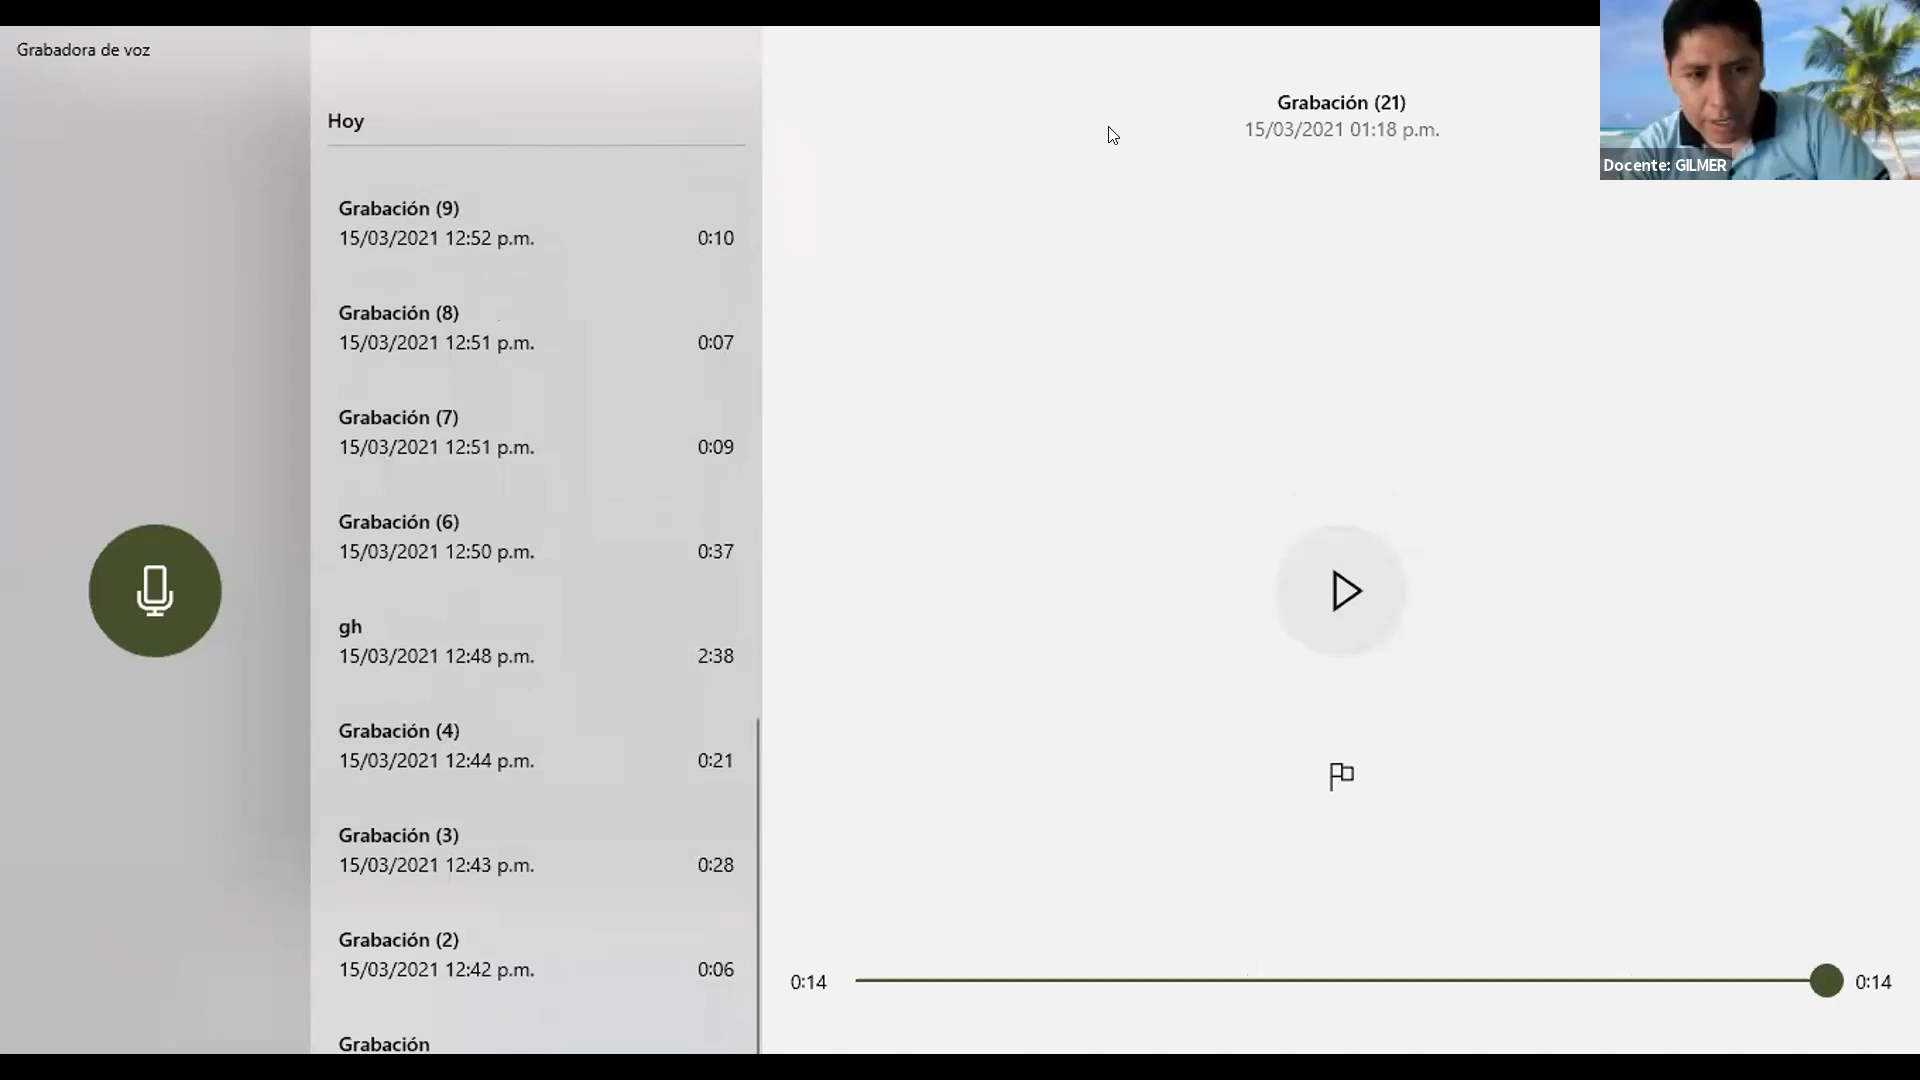 Grabadora de voz
Hoy
Grabación (9)
15/03/2021 12:52 p.m. 0:10
Grabación (8)
15/03/2021 12:51 p.m. 0:07
Grabación (7)
15/03/2021 12:51 p.m. 0:09
Grabación (6)
15/03/2021 12:50 p.m. 0:37
gh
15/03/2021 12:48 p.m. 2:38
Grabación (4)
15/03/2021 12:44 p.m. 0:21
Grabación (3)
15/03/2021 12:43 p.m. 0:28
Grabación (2)
15/03/2021 12:42 p.m. 0:06
Grabación
Grabación (21)
15/03/2021 01:18 p.m.
0:14 0:14
Docente: GILMER